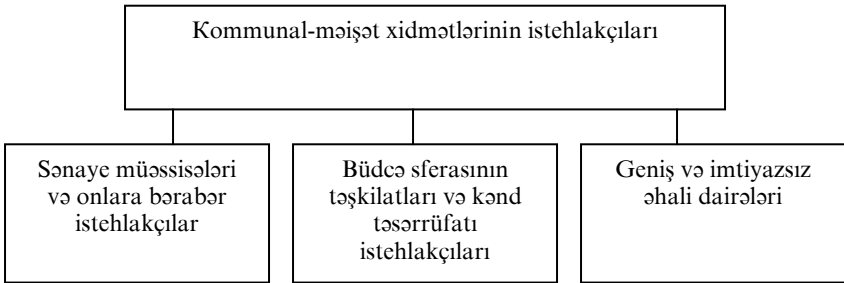 Kommunal-məişət xidmətlərinin istehlakçıları
Sənaye müəssisələri
və onlara bərabər
istehlakçılar
Büdcə sferasının
təşkilatları və kənd
təsərrüfatı
istehlakçıları
Geniş və imtiyazsız
əhali dairələri